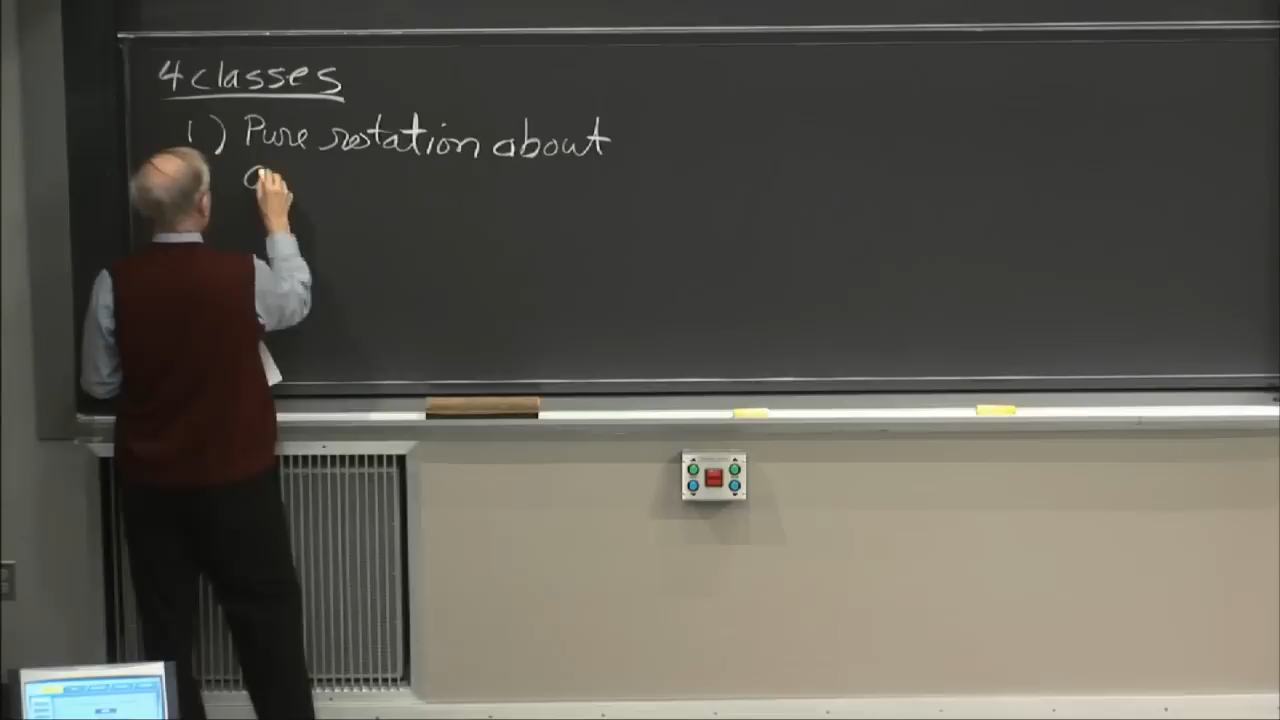 4 classes
1) Pure rotation about
a